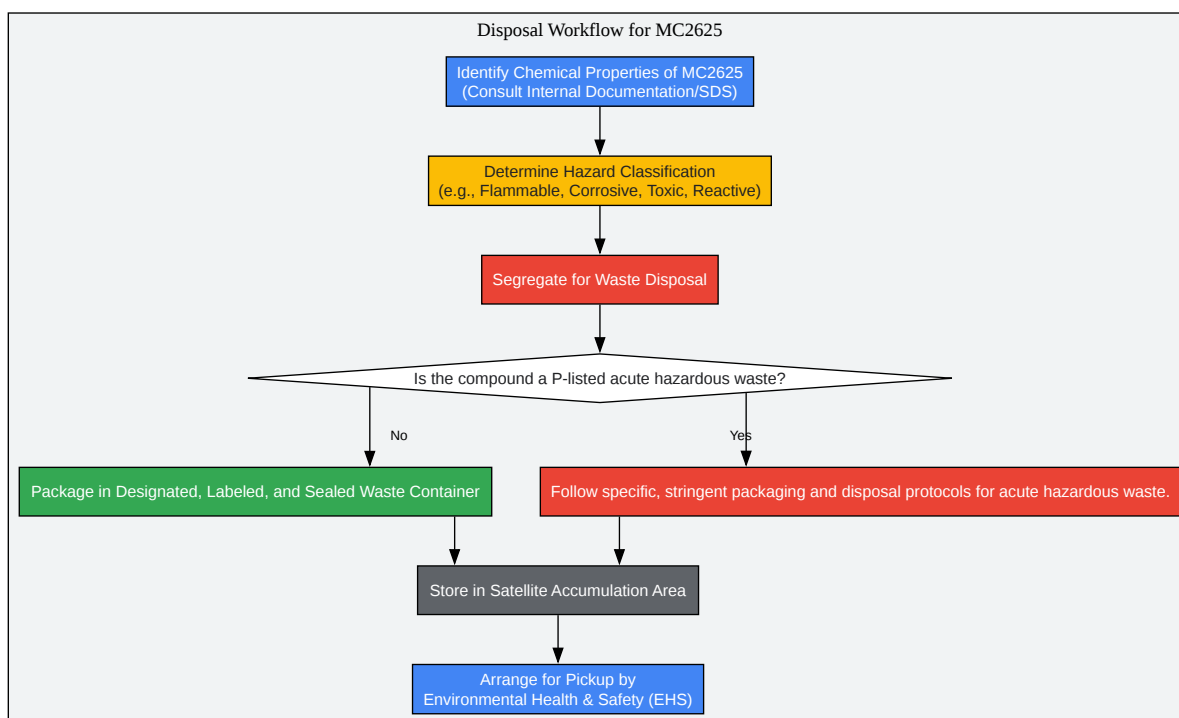 Disposal Workflow for MC2625
Identify Chemical Properties of MC2625
(Consult Internal Documentation/SDS)
Determine Hazard Classification
(e.g., Flammable, Corrosive, Toxic, Reactive)
Segregate for Waste Disposal
Is the compound a P-listed acute hazardous waste?
No
Yes
Package in Designated, Labeled, and Sealed Waste Container
Follow specific, stringent packaging and disposal protocols for acute hazardous waste.
Store in Satellite Accumulation Area
Arrange for Pickup by
Environmental Health & Safety (EHS)